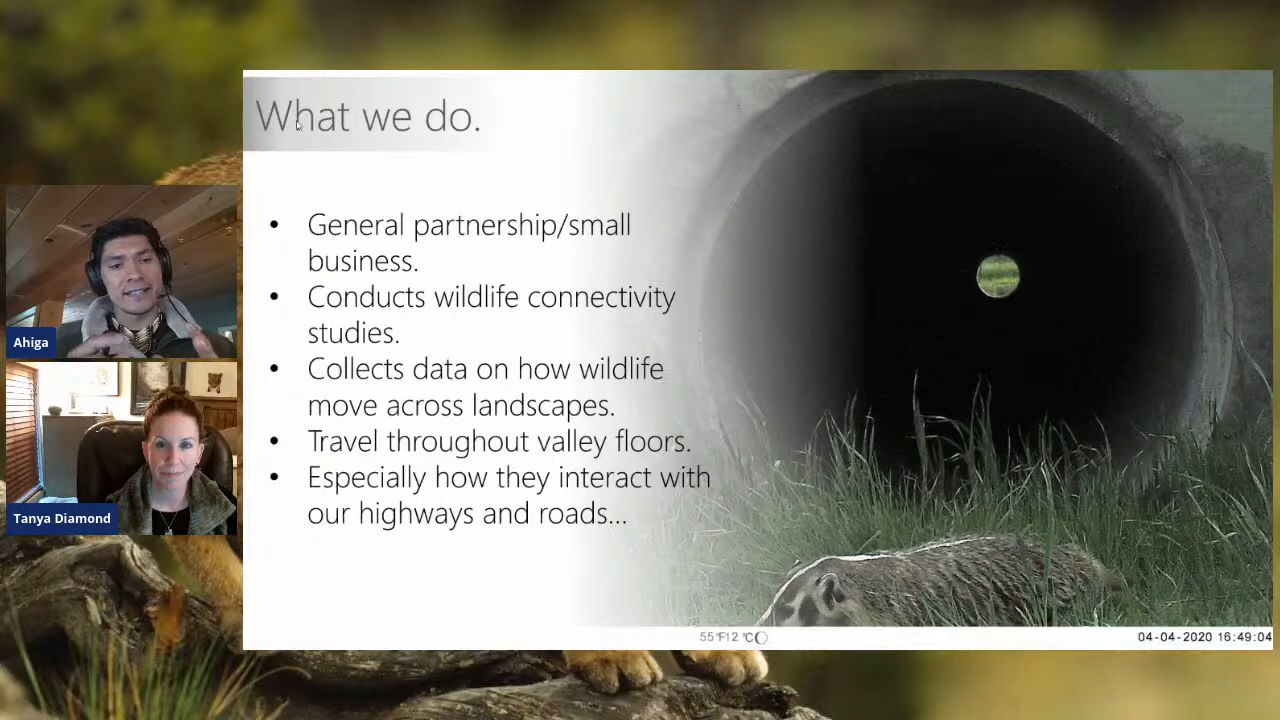 What we do.
• General partnership/small
business.
• Conducts wildlife connectivity
studies.
• Collects data on how wildlife
move across landscapes.
• Travel throughout valley floors.
• Especially how they interact with
our highways and roads...
Ahiga
Tanya Diamond
55°F12 °C
04-04-2020 16:49:04